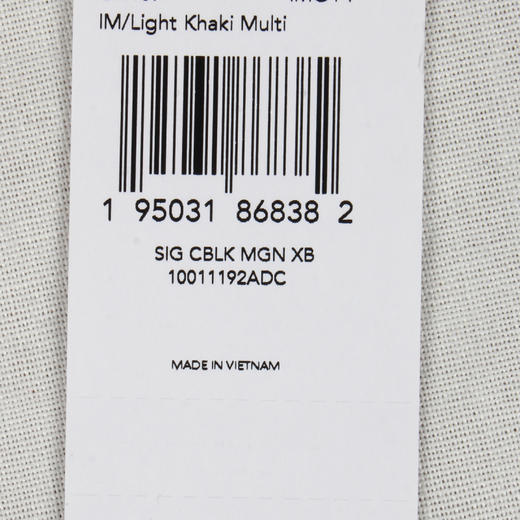 IM/Light Khaki Multi
1 95031 86838 2
SIG CBLK MGN XB
10011192ADC
MADE IN VIETNAM